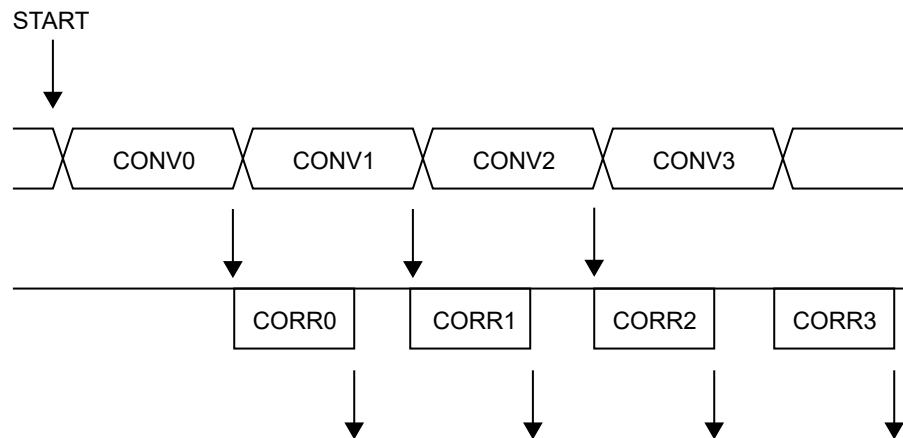 START
CONV0 CONV1 CONV2 CONV3
CORR0 CORR1 CORR2 CORR3